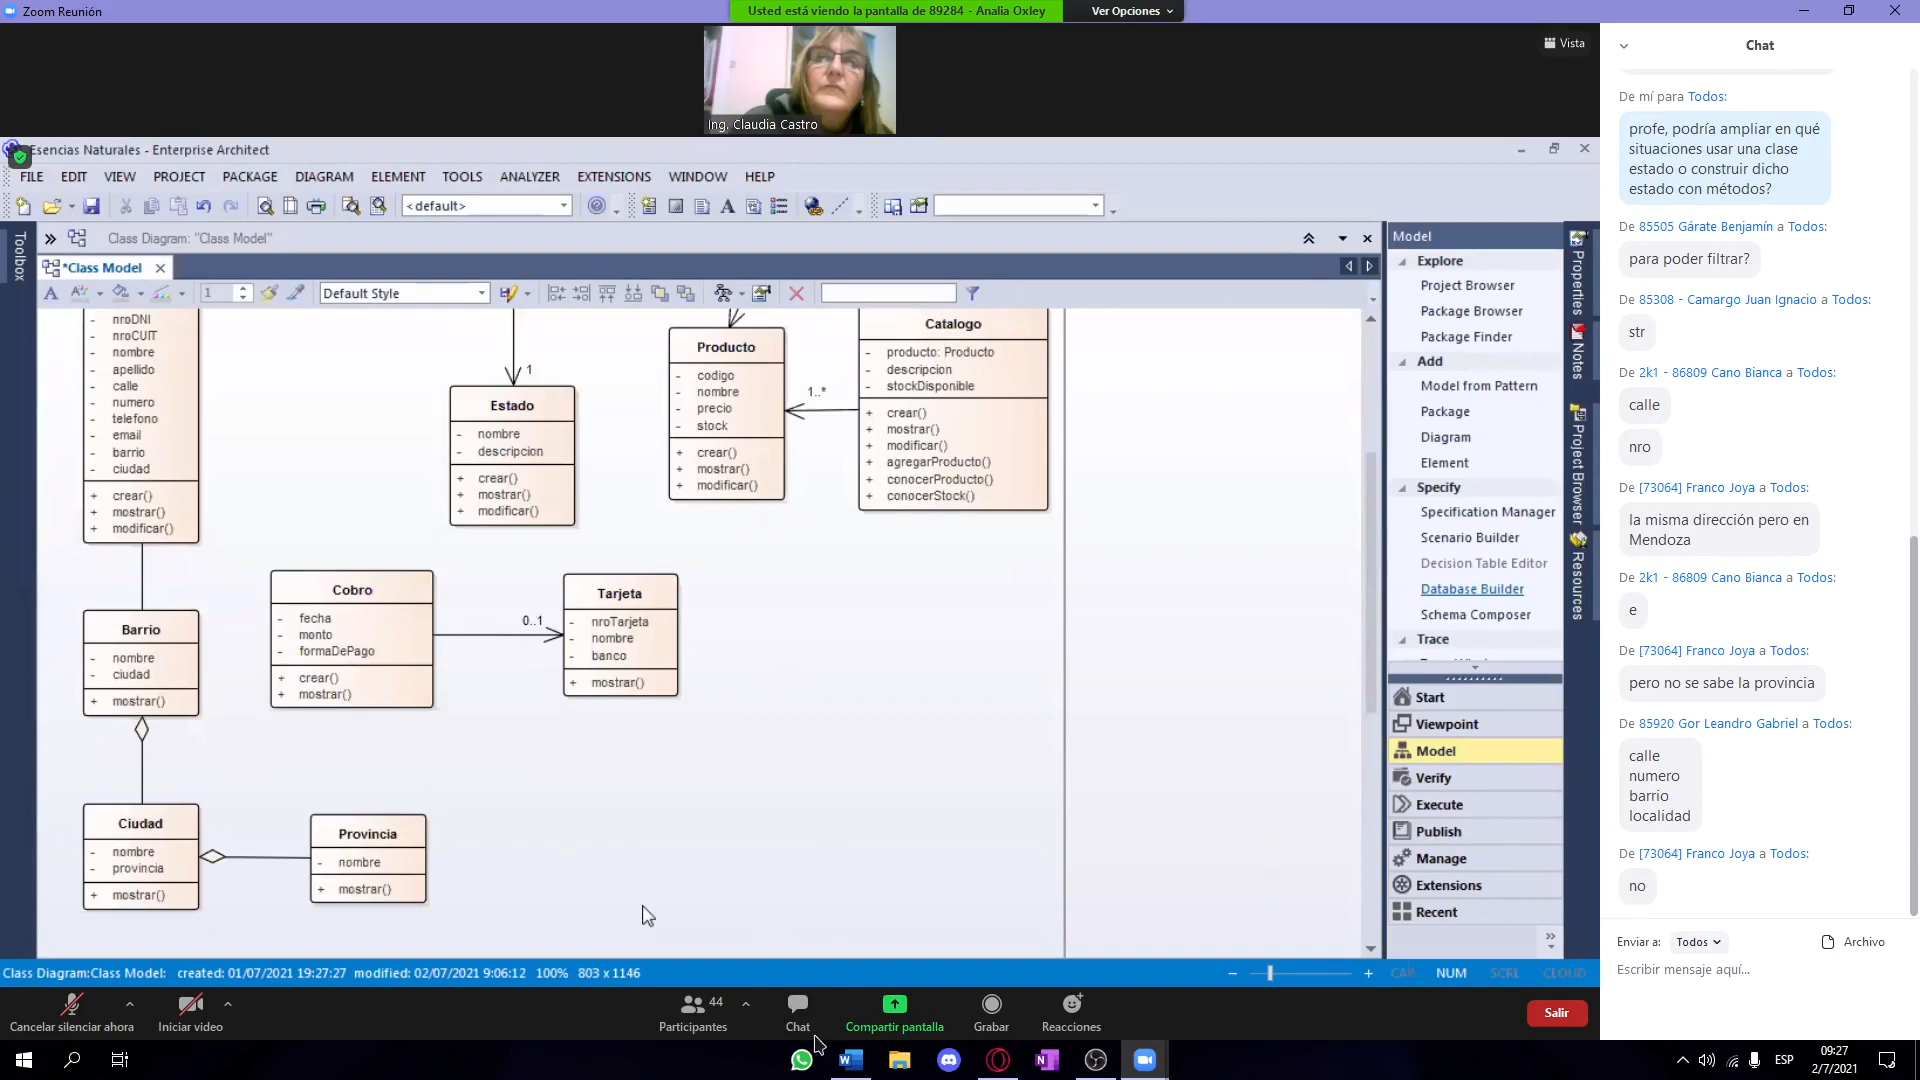 Zoom Reunión
Usted está viendo la pantalla de 89284 - Analia Oxley
Ver Opciones
Vista
Ing. Claudia Castro
Esencias Naturales - Enterprise Architect
FILE EDIT VIEW PROJECT PACKAGE DIAGRAM ELEMENT TOOLS ANALYZER EXTENSIONS WINDOW HELP
<default>
Toolbox
Class Diagram: "Class Model"
*Class Model
1
Default Style
- nroDNI
- nroCUIT
- nombre
- apellido
- calle
- numero
- telefono
- email
- barrio
- ciudad
+ crear()
+ mostrar()
+ modificar()
1
Estado
- nombre
- descripcion
+ crear()
+ mostrar()
+ modificar()
Producto
- codigo
- nombre
- precio
- stock
+ crear()
+ mostrar()
+ modificar()
1..*
Catalogo
- producto: Producto
- descripcion
- stockDisponible
+ crear()
+ mostrar()
+ modificar()
+ agregarProducto()
+ conocerProducto()
+ conocerStock()
Barrio
- nombre
- ciudad
+ mostrar()
Cobro
- fecha
- monto
- formaDePago
+ crear()
+ mostrar()
0..1
Tarjeta
- nroTarjeta
- nombre
- banco
+ mostrar()
Ciudad
- nombre
- provincia
+ mostrar()
Provincia
- nombre
+ mostrar()
Model
Explore
Project Browser
Package Browser
Package Finder
Add
Model from Pattern
Package
Diagram
Element
Specify
Specification Manager
Scenario Builder
Decision Table Editor
Database Builder
Schema Composer
Trace
Start
Viewpoint
Model
Verify
Execute
Publish
Manage
Extensions
Recent
Properties
Notes
Project Browser
Resources
Class Diagram:Class Model: created: 01/07/2021 19:27:27 modified: 02/07/2021 9:06:12 100% 803 x 1146
CAP NUM SCRL CLOUD
Cancelar silenciar ahora
Iniciar video
44
Participantes
Chat
Compartir pantalla
Grabar
Reacciones
Salir
Chat
De mí para Todos:
profe, podría ampliar en qué
situaciones usar una clase
estado o construir dicho
estado con métodos?
De 85505 Gárate Benjamín a Todos:
para poder filtrar?
De 85308 - Camargo Juan Ignacio a Todos:
str
De 2k1 - 86809 Cano Bianca a Todos:
calle
nro
De [73064] Franco Joya a Todos:
la misma dirección pero en
Mendoza
De 2k1 - 86809 Cano Bianca a Todos:
e
De [73064] Franco Joya a Todos:
pero no se sabe la provincia
De 85920 Gor Leandro Gabriel a Todos:
calle
numero
barrio
localidad
De [73064] Franco Joya a Todos:
no
Enviar a: Todos
Archivo
Escribir mensaje aquí...
ESP
09:27
2/7/2021